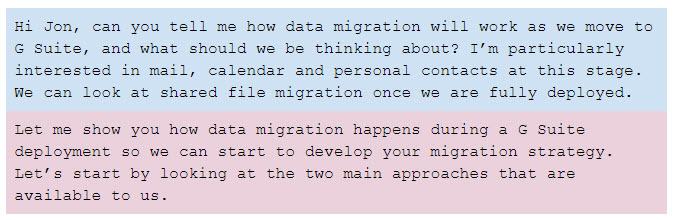 Hi Jon, can you tell me how data migration will work as we move to
G Suite, and what should we be thinking about? I’m particularly
interested in mail, calendar and personal contacts at this stage.
We can look at shared file migration once we are fully deployed.
Let me show you how data migration happens during a G Suite
deployment so we can start to develop your migration strategy.
Let’s start by looking at the two main approaches that are
available to us.